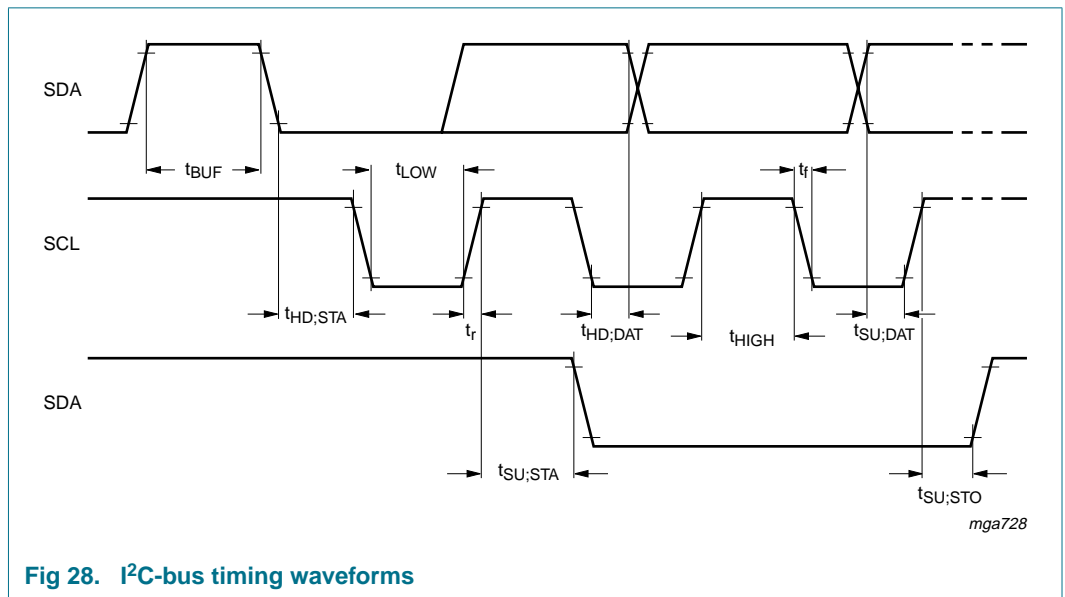 SDA
tBUF
tLOW
tf
SCL
tHD;STA
tr
tHD;DAT
tHIGH
tSU;DAT
SDA
tSU;STA
tSU;STO
mga728
Fig 28. I²C-bus timing waveforms